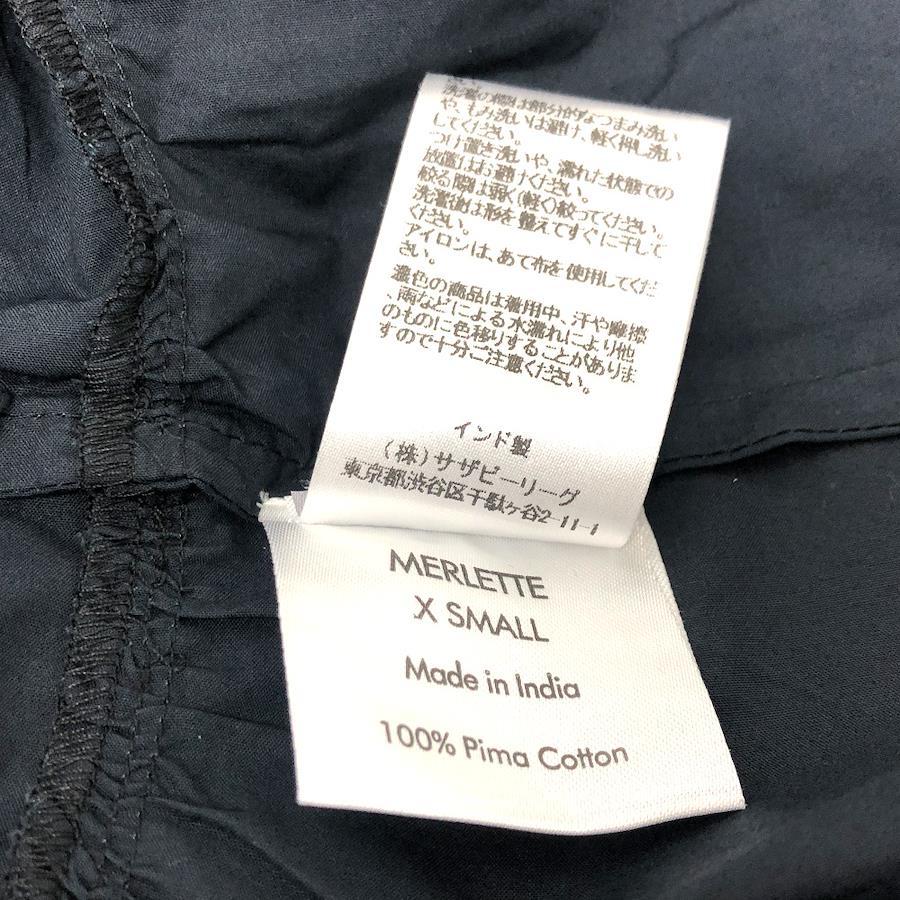 洗濯の際は部分的なつまみ洗い
や、もみ洗いは避け、軽く押し洗い
してください。
つけ置き洗いや、濡れた状態での
放置はお避けください。
絞る際は弱く(軽く)絞ってください。
洗濯後は形を整えてすぐに干して
ください。
アイロンは、あて布を使用してくだ
さい。
濃色の商品は着用中、汗や摩擦
、雨などによる水濡れにより他
のものに色移りすることがありま
すので十分ご注意ください。
インド製
(株)サザビーリーグ
東京都渋谷区千駄ヶ谷2-11-1
MERLETTE
X SMALL
Made in India
100% Pima Cotton